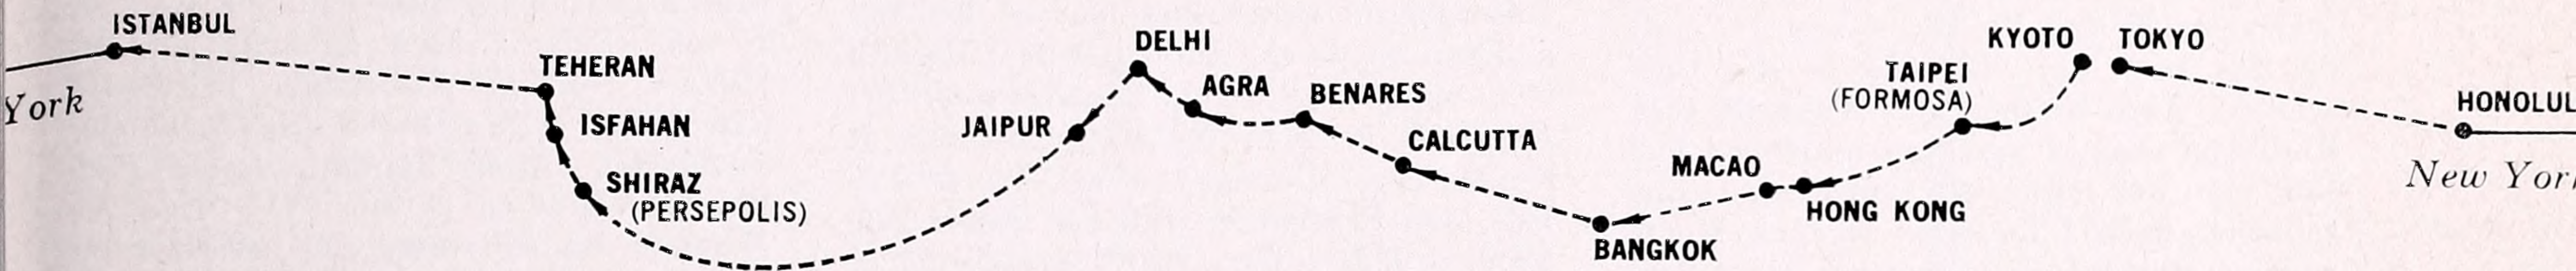 ISTANBUL
York
TEHERAN
ISFAHAN
SHIRAZ
(PERSEPOLIS)
JAIPUR
DELHI
AGRA
BENARES
CALCUTTA
BANGKOK
MACAO
HONG KONG
TAIPEI
(FORMOSA)
KYOTO
TOKYO
HONOLUL
New York